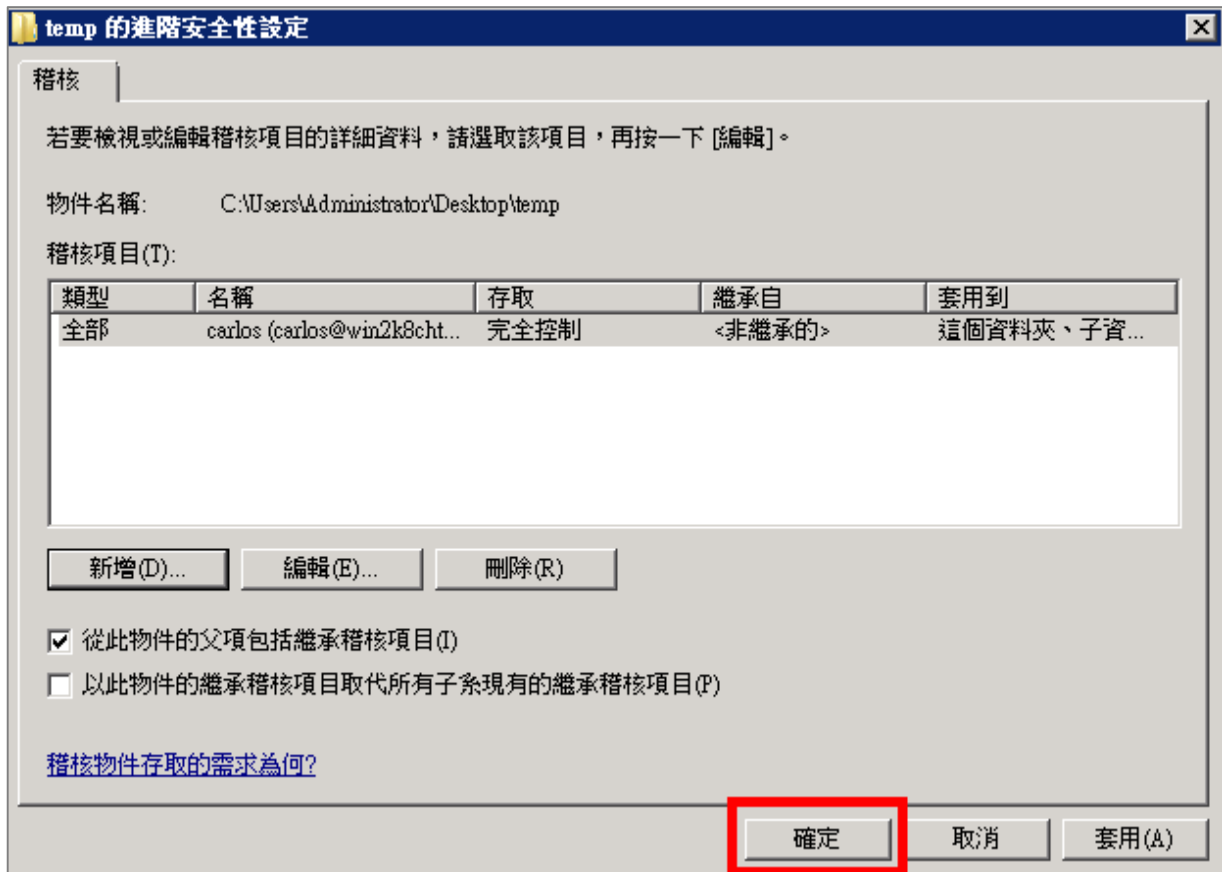 temp 的進階安全性設定
稽核
若要檢視或編輯稽核項目的詳細資料，請選取該項目，再按一下 [編輯]。
物件名稱: C:\Users\Administrator\Desktop\temp
稽核項目(T):
類型 名稱 存取 繼承自 套用到
全部 carlos (carlos@win2k8cht... 完全控制 <非繼承的> 這個資料夾、子資...
新增(D)... 編輯(E)... 刪除(R)
從此物件的父項包括繼承稽核項目(I)
以此物件的繼承稽核項目取代所有子系現有的繼承稽核項目(P)
稽核物件存取的需求為何?
確定 取消 套用(A)